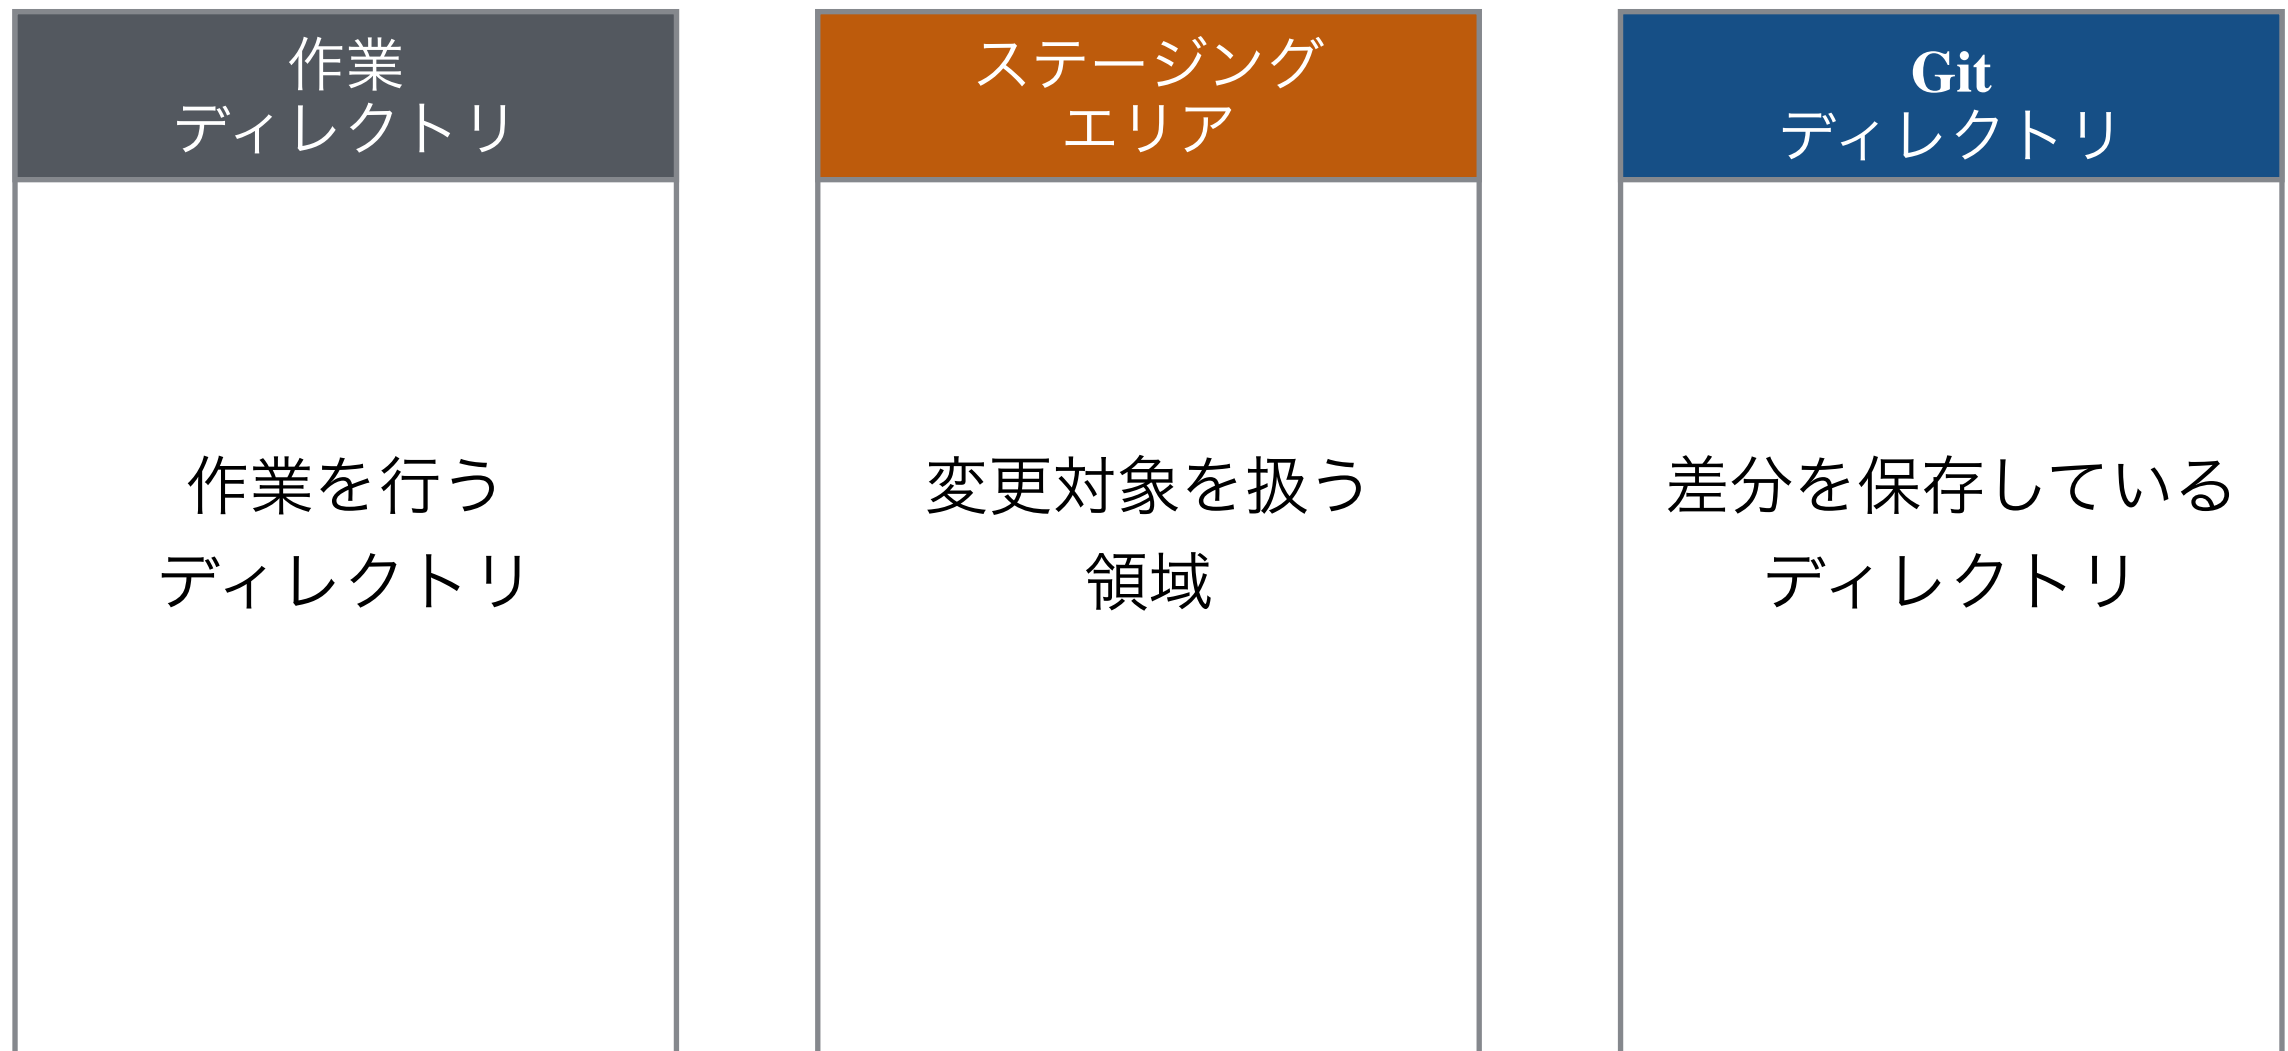 作業
ディレクトリ
ステージング
エリア
Git
ディレクトリ
作業を行う
ディレクトリ
変更対象を扱う
領域
差分を保存している
ディレクトリ